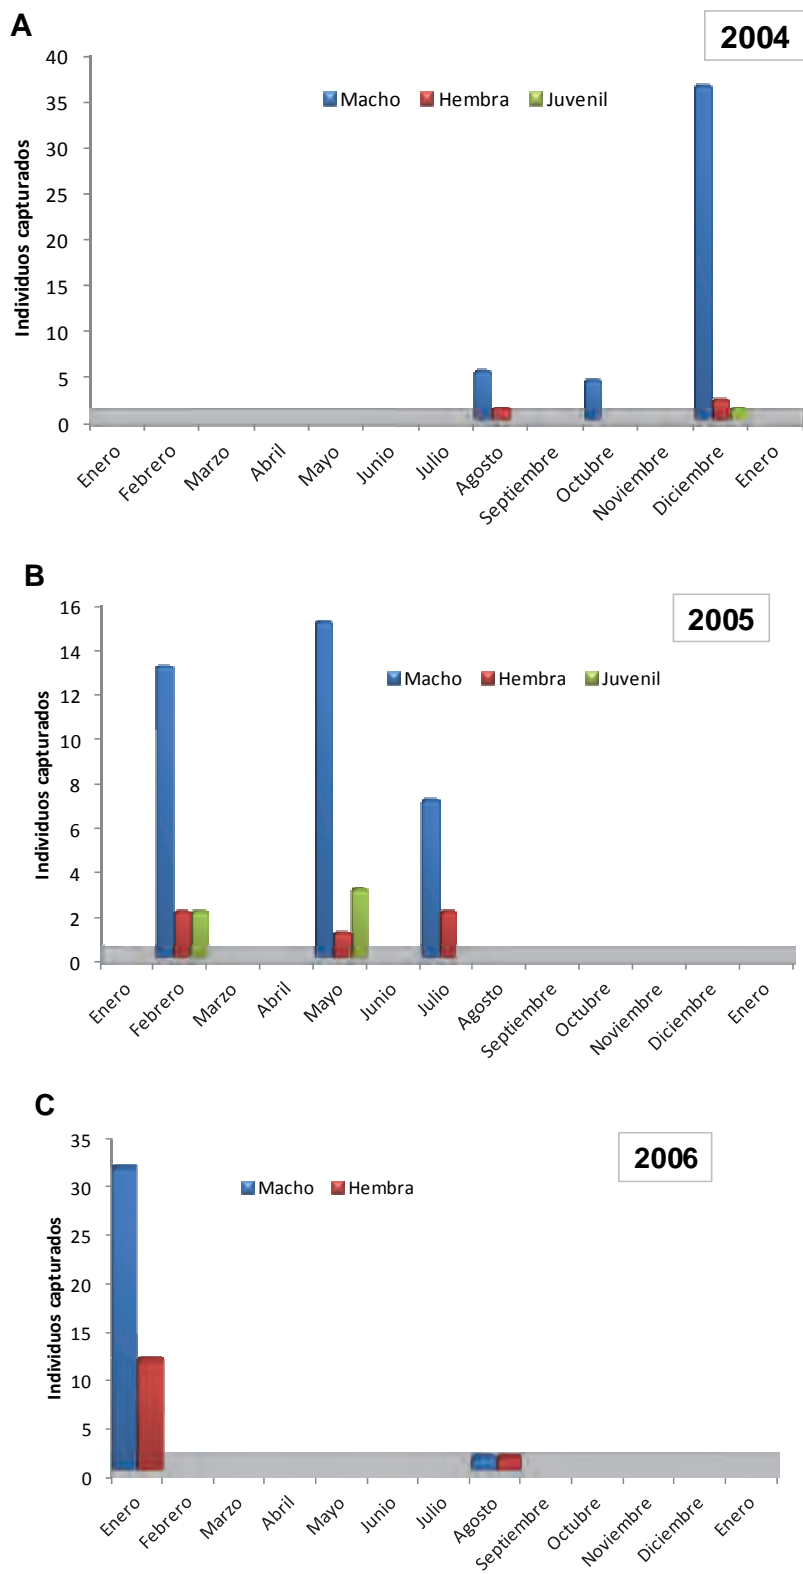 A
2004
Macho Hembra Juvenil
Individuos capturados
40
35
30
25
20
15
10
5
0
Enero Febrero Marzo Abril Mayo Junio Julio Agosto Septiembre Octubre Noviembre Diciembre Enero
B
2005
Macho Hembra Juvenil
Individuos capturados
16
14
12
10
8
6
4
2
0
Enero Febrero Marzo Abril Mayo Junio Julio Agosto Septiembre Octubre Noviembre Diciembre Enero
C
2006
Macho Hembra
Individuos capturados
35
30
25
20
15
10
5
0
Enero Febrero Marzo Abril Mayo Junio Julio Agosto Septiembre Octubre Noviembre Diciembre Enero